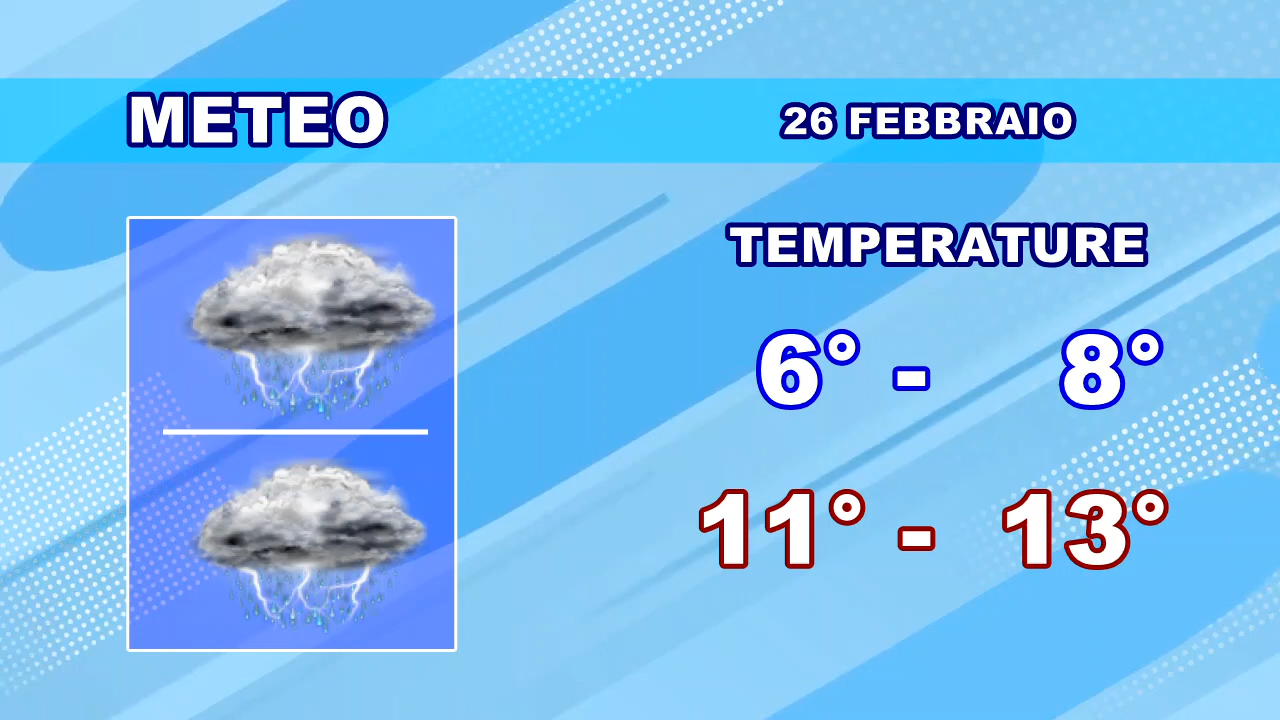 METEO
26 FEBBRAIO
TEMPERATURE
6° - 8°
11° - 13°